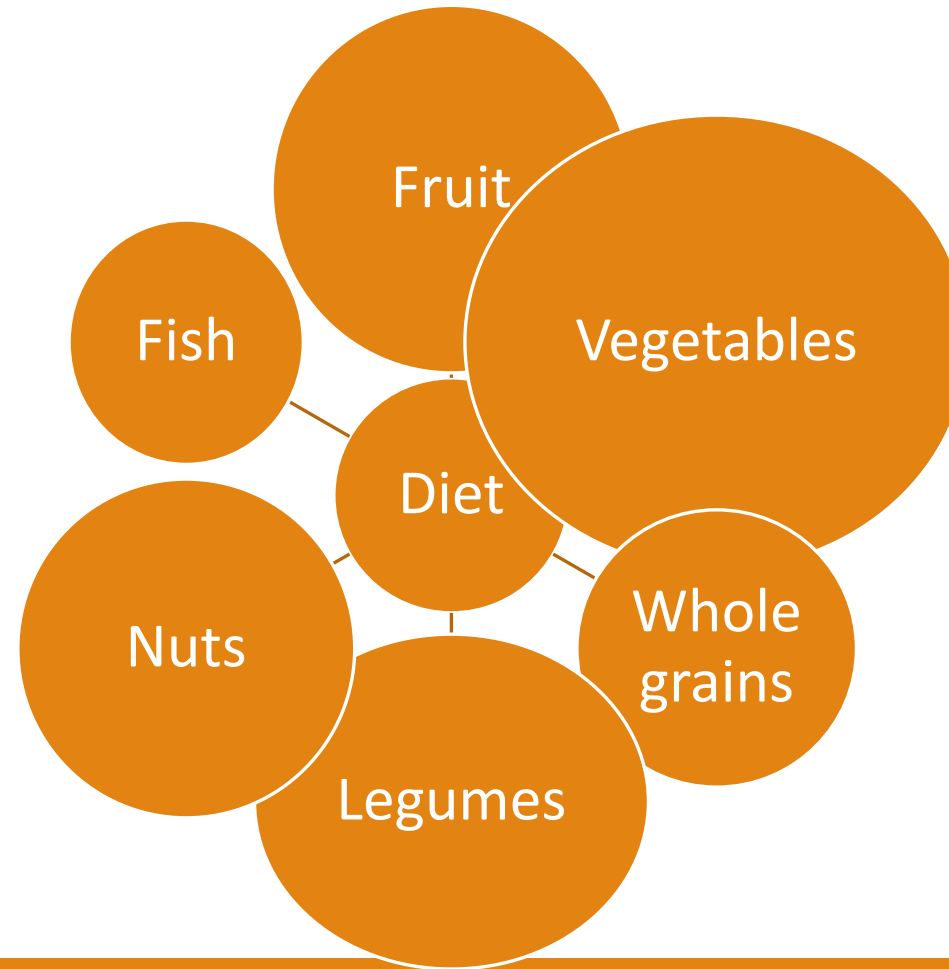 Fruit
Fish
Vegetables
Diet
Whole
grains
Nuts
Legumes